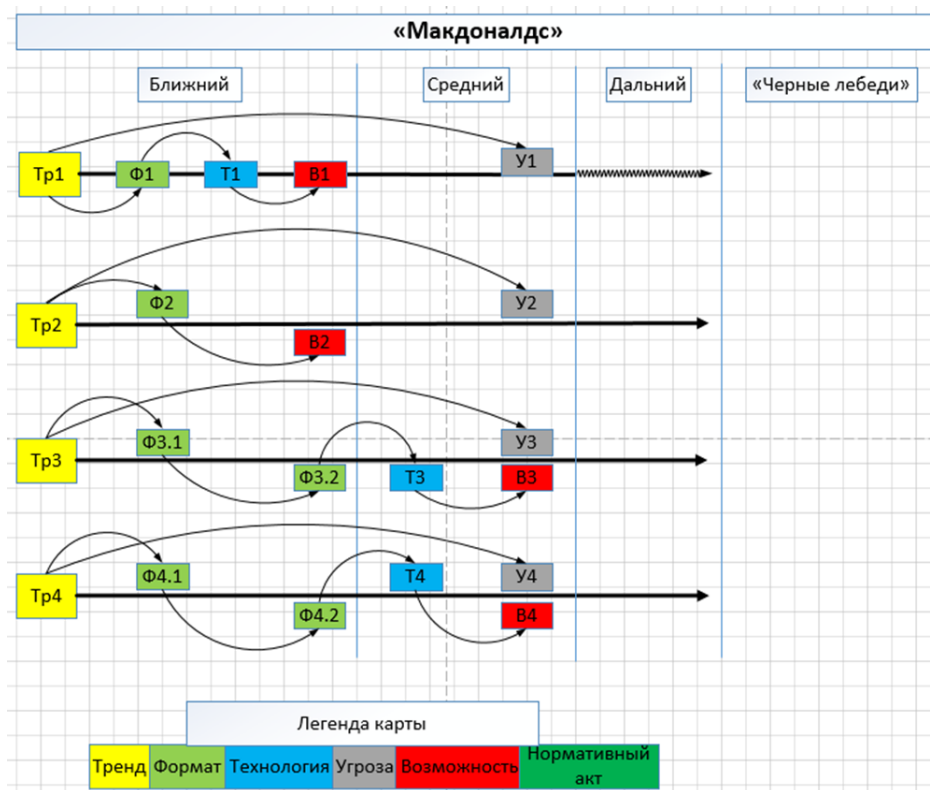 «Макдоналдс»
Ближний
Средний
Дальний
«Черные лебеди»
Тр1
Ф1
Т1
В1
У1
Тр2
Ф2
В2
У2
Тр3
Ф3.1
Ф3.2
Т3
У3
В3
Тр4
Ф4.1
Ф4.2
Т4
У4
В4
Легенда карты
Тренд
Формат
Технология
Угроза
Возможность
Нормативный
акт